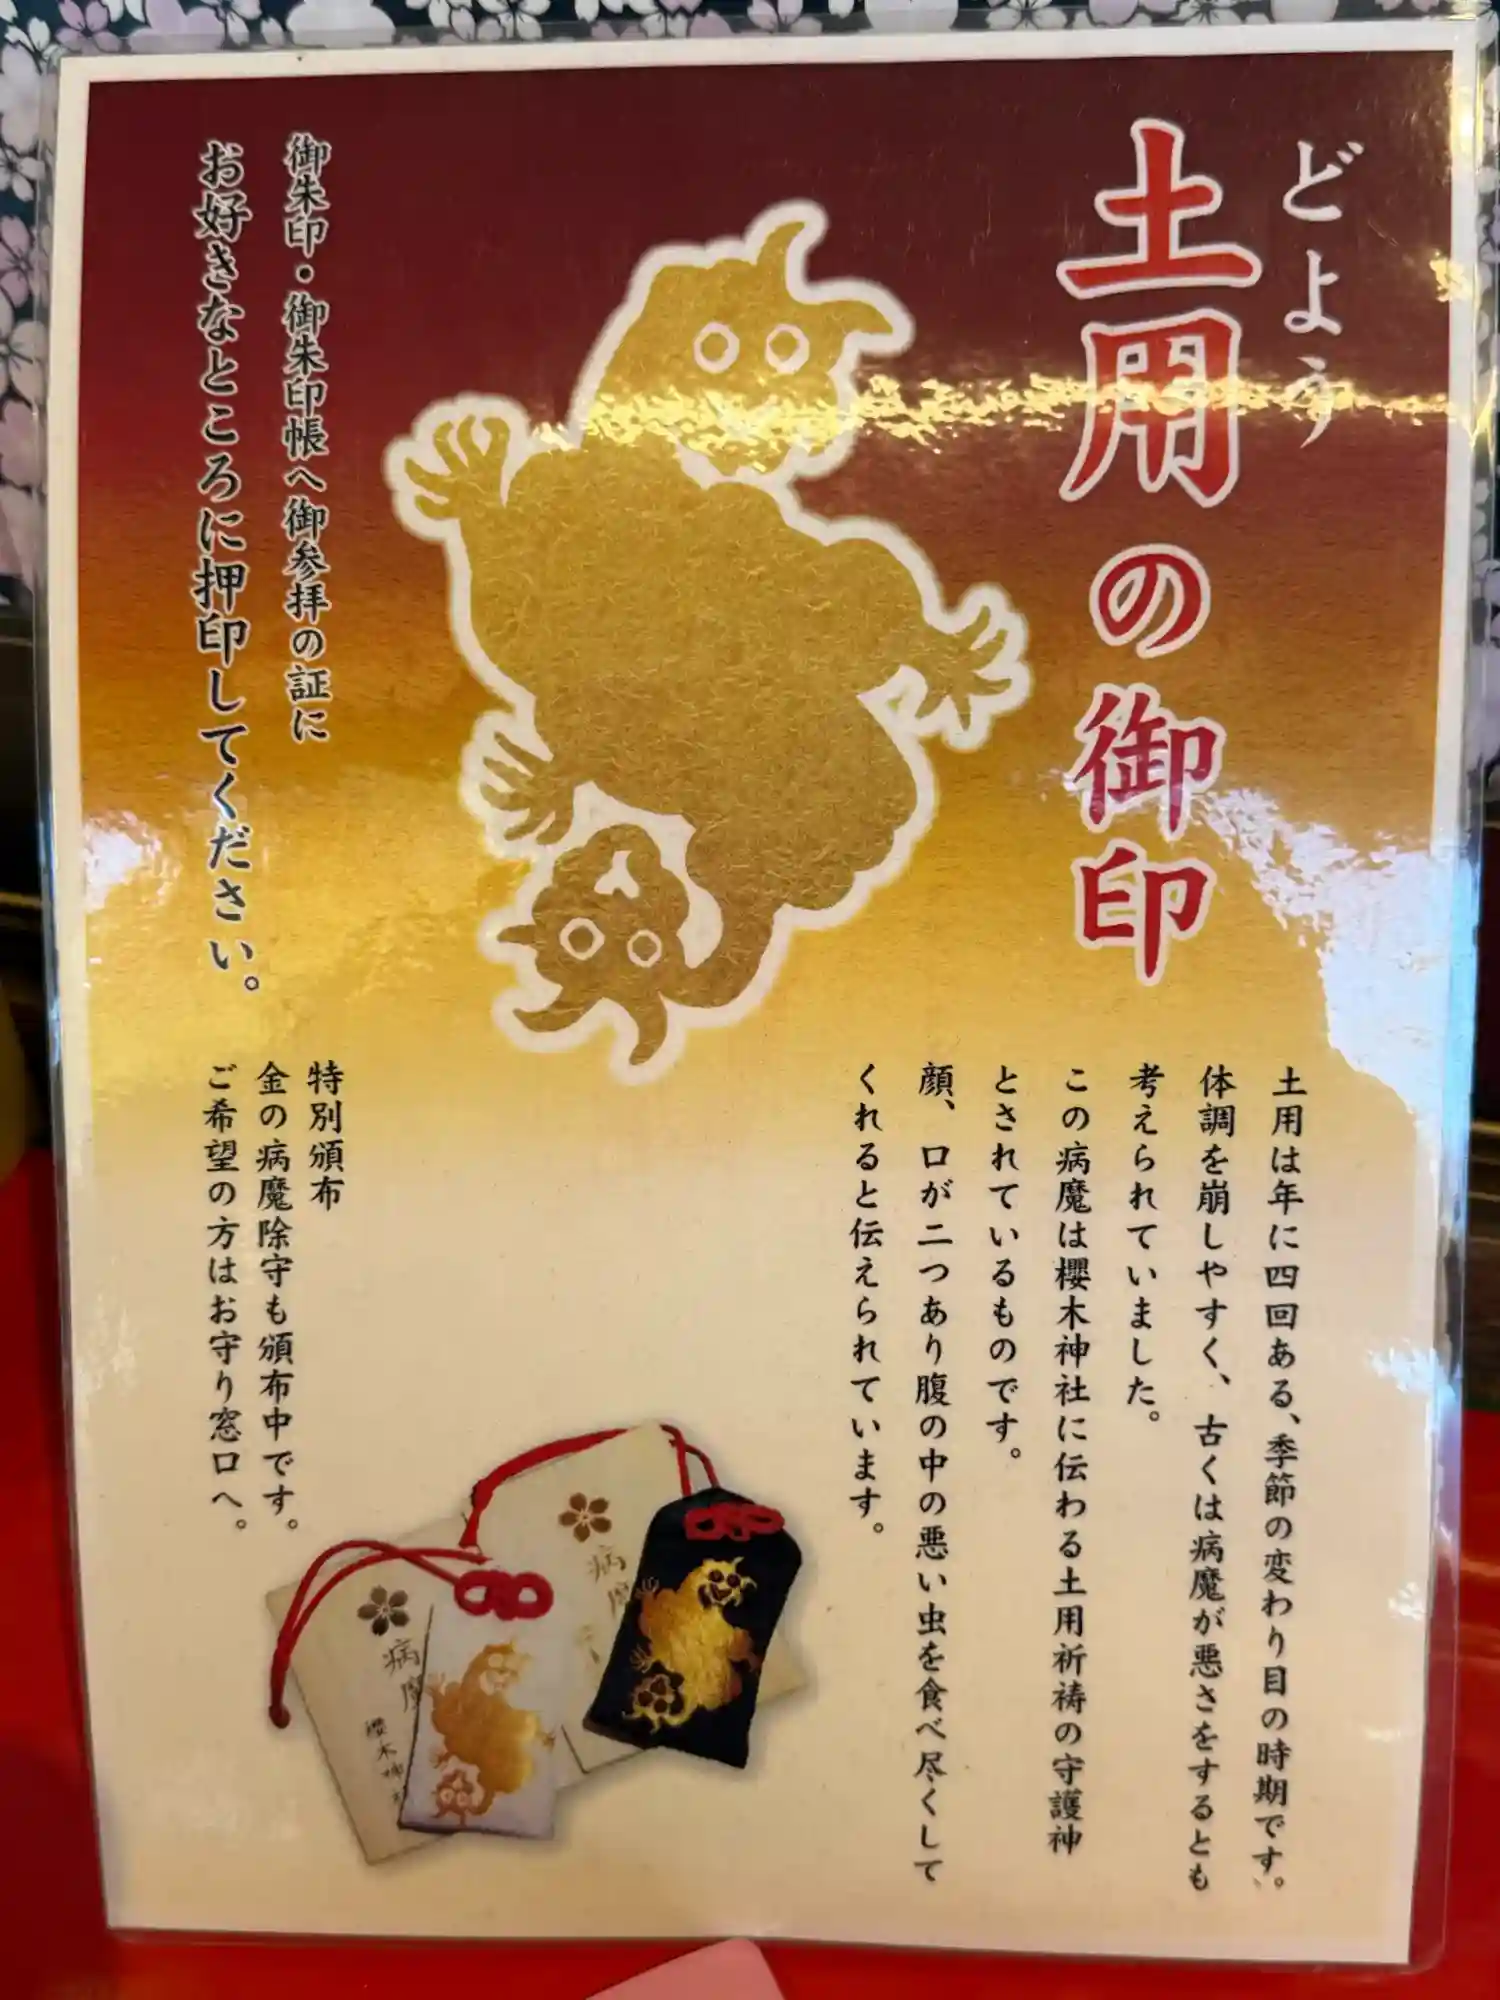 どよう
土用の御印
御朱印・御朱印帳へ御参拝の証に
お好きなところに押印してください。
土用は年に四回ある、季節の変わり目の時期です。
体調を崩しやすく、古くは病魔が悪さをするとも
考えられていました。
この病魔は櫻木神社に伝わる土用祈祷の守護神
とされているものです。
顔、口が二つあり腹の中の悪い虫を食べ尽くして
くれると伝えられています。
特別頒布
金の病魔除守も頒布中です。
ご希望の方はお守り窓口へ。
病魔
病魔
櫻木神社